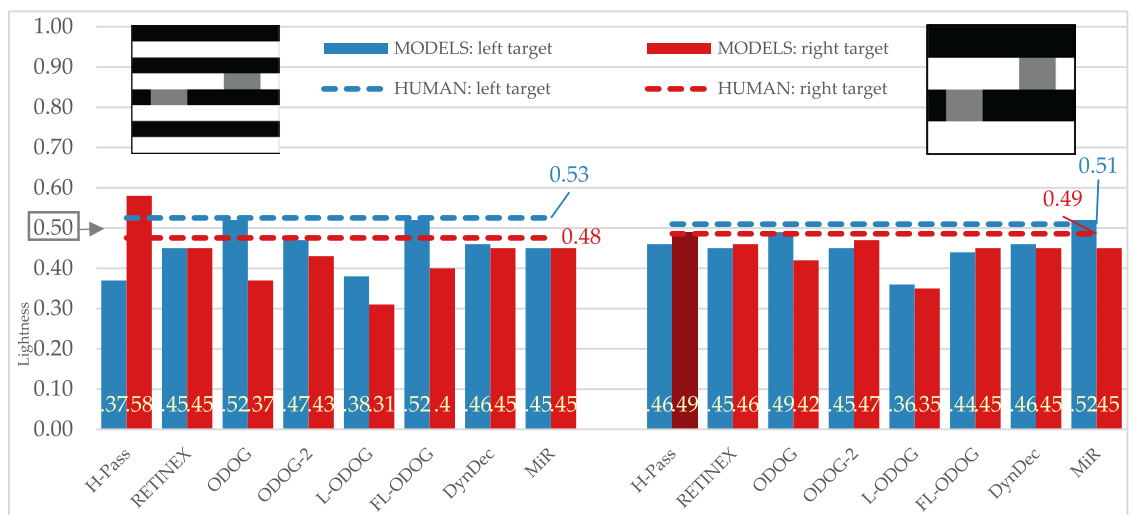 1.00
0.90
0.80
0.70
0.60
0.50
0.40
0.30
0.20
0.10
0.00
Lightness
MODELS: left target
MODELS: right target
HUMAN: left target
HUMAN: right target
0.53
0.48
0.51
0.49
.37 .58 .45 .45 .52 .37 .47 .43 .38 .31 .52 .4 .46 .45 .45 .45
.46 .49 .45 .46 .49 .42 .45 .47 .36 .35 .44 .45 .46 .45 .52 .45
H-Pass
RETINEX
ODOG
ODOG-2
L-ODOG
FL-ODOG
DynDec
MiR
H-Pass
RETINEX
ODOG
ODOG-2
L-ODOG
FL-ODOG
DynDec
MiR